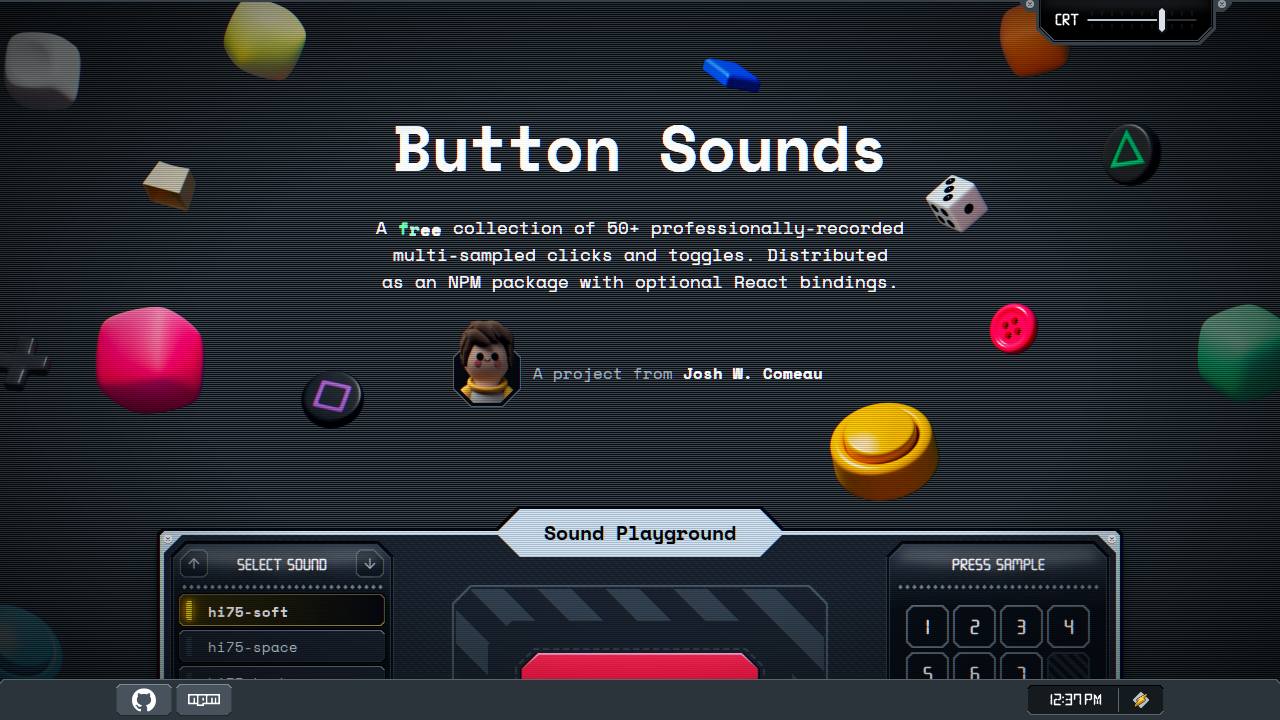 CRT
Button Sounds
A free collection of 50+ professionally-recorded
multi-sampled clicks and toggles. Distributed
as an NPM package with optional React bindings.
A project from Josh W. Comeau
Sound Playground
SELECT SOUND
PRESS SAMPLE
hi75-soft
hi75-space
1 2 3 4
5 6 7
npm
12:37 PM